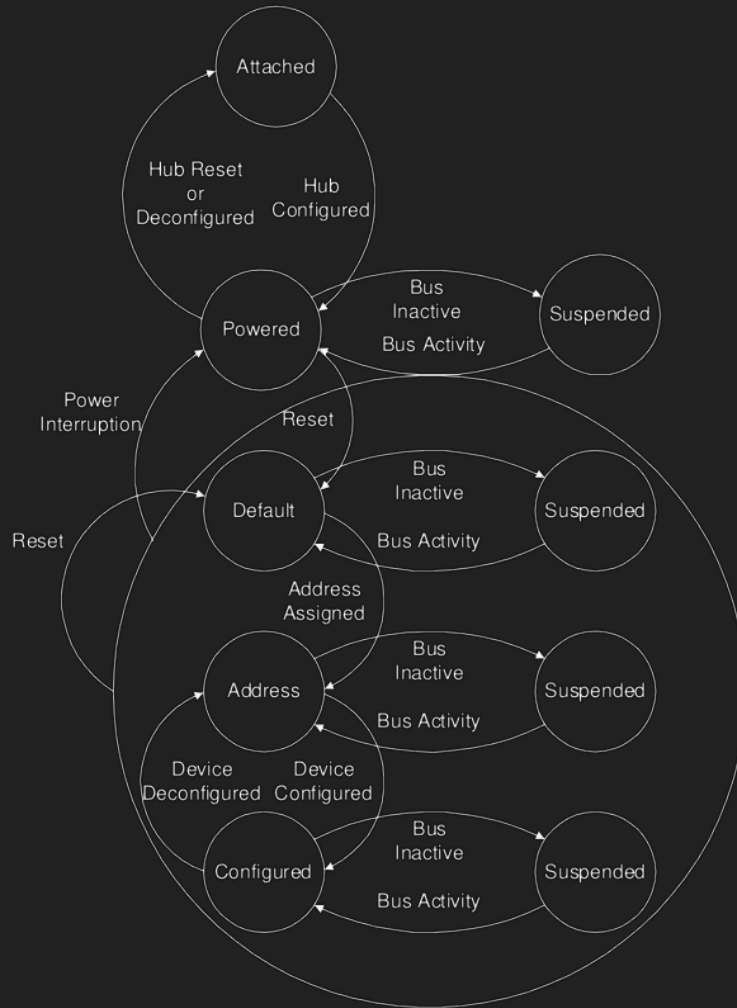 Attached
Hub Reset
or
Deconfigured
Hub
Configured
Powered
Bus
Inactive
Bus Activity
Suspended
Power
Interruption
Reset
Default
Bus
Inactive
Bus Activity
Suspended
Reset
Address
Assigned
Address
Bus
Inactive
Bus Activity
Suspended
Device
Deconfigured
Device
Configured
Configured
Bus
Inactive
Bus Activity
Suspended